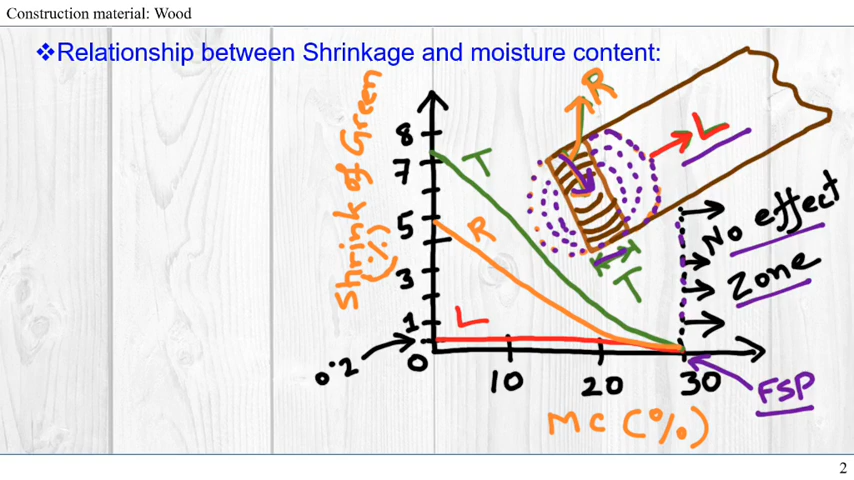 Construction material: Wood
❖Relationship between Shrinkage and moisture content:
Shrink of Green
(%)
8
7
5
3
1
0
0.2
10
20
30
MC (%)
T
R
L
R
L
T
No effect
Zone
FSP
2